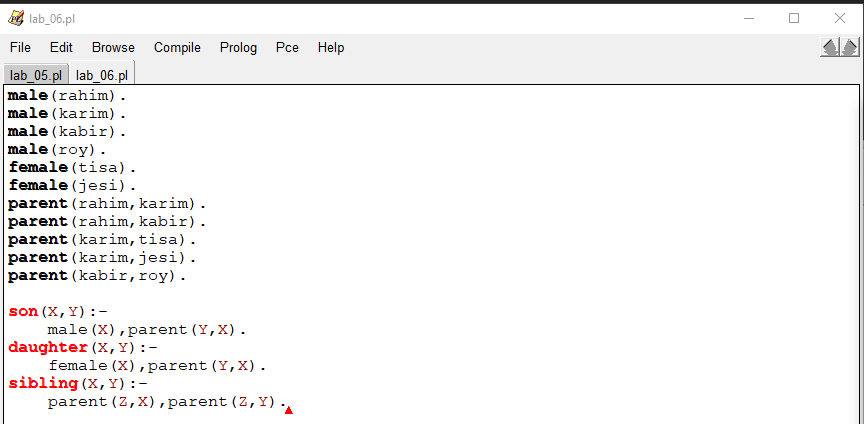 lab_06.pl
File Edit Browse Compile Prolog Pce Help
lab_05.pl lab_06.pl
male(rahim).
male(karim).
male(kabir).
male(roy).
female(tisa).
female(jesi).
parent(rahim,karim).
parent(rahim,kabir).
parent(karim,tisa).
parent(karim,jesi).
parent(kabir,roy).
son(X,Y):-
male(X),parent(Y,X).
daughter(X,Y):-
female(X),parent(Y,X).
sibling(X,Y):-
parent(Z,X),parent(Z,Y).